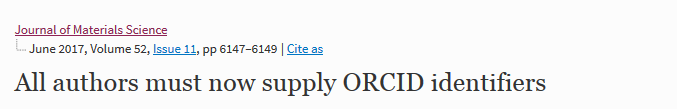 Journal of Materials Science
June 2017, Volume 52, Issue 11, pp 6147–6149 | Cite as
All authors must now supply ORCID identifiers